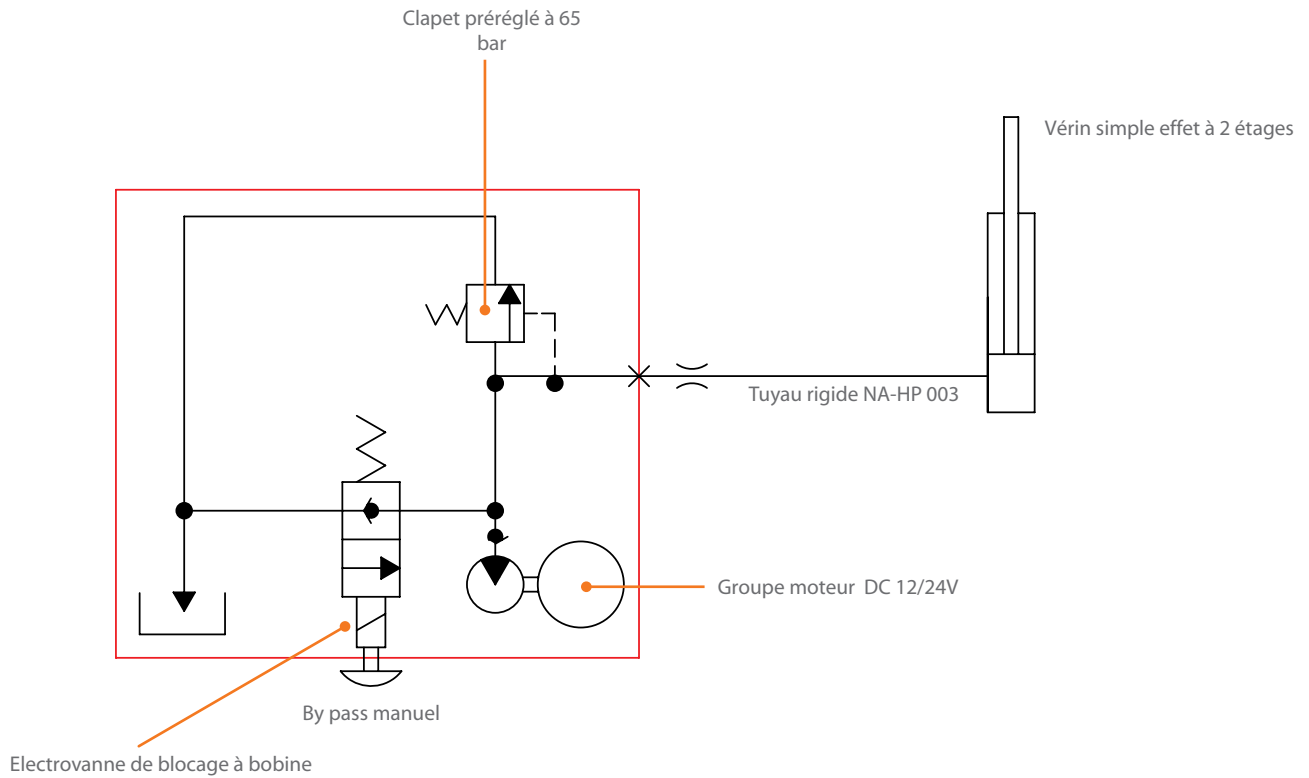 Clapet préréglé à 65
bar
Vérin simple effet à 2 étages
Tuyau rigide NA-HP 003
Groupe moteur DC 12/24V
By pass manuel
Electrovanne de blocage à bobine